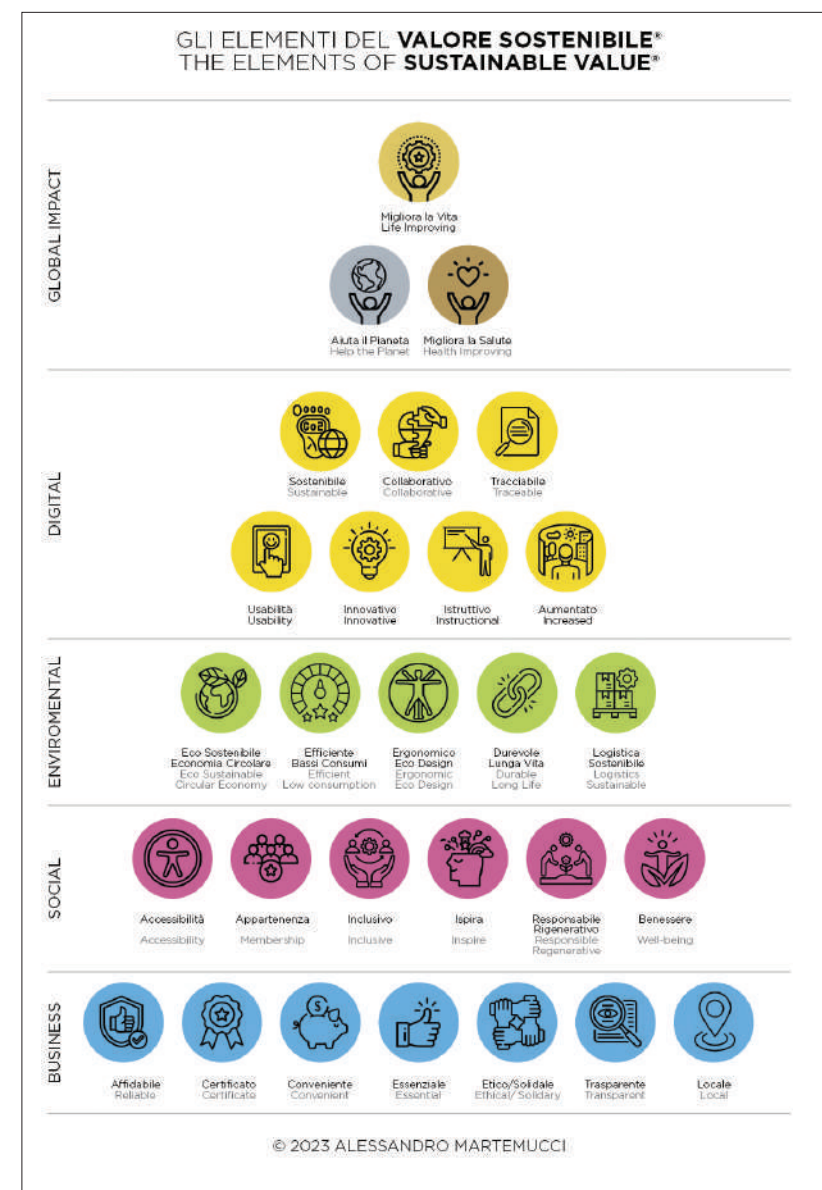 GLI ELEMENTI DEL VALORE SOSTENIBILE®
THE ELEMENTS OF SUSTAINABLE VALUE®
GLOBAL IMPACT
Migliora la Vita
Life Improving
Aiuta il Pianeta
Help the Planet
Migliora la Salute
Health Improving
DIGITAL
Co2
Sostenibile
Sustainable
Collaborativo
Collaborative
Tracciabile
Traceable
Usabilità
Usability
Innovativo
Innovative
Istruttivo
Instructional
Aumentato
Increased
ENVIROMENTAL
Eco Sostenibile
Economia Circolare
Eco Sustainable
Circular Economy
Efficiente
Bassi Consumi
Efficient
Low consumption
Ergonomico
Eco Design
Ergonomic
Eco Design
Durevole
Lunga Vita
Durable
Long Life
Logistica
Sostenibile
Logistics
Sustainable
SOCIAL
Accessibilità
Accessibility
Appartenenza
Membership
Inclusivo
Inclusive
Ispira
Inspire
Responsabile
Rigenerativo
Responsible
Regenerative
Benessere
Well-being
BUSINESS
Affidabile
Reliable
Certificato
Certificate
$
Conveniente
Convenient
Essenziale
Essential
Etico/Solidale
Ethical/ Solidary
Trasparente
Transparent
Locale
Local
© 2023 ALESSANDRO MARTEMUCCI